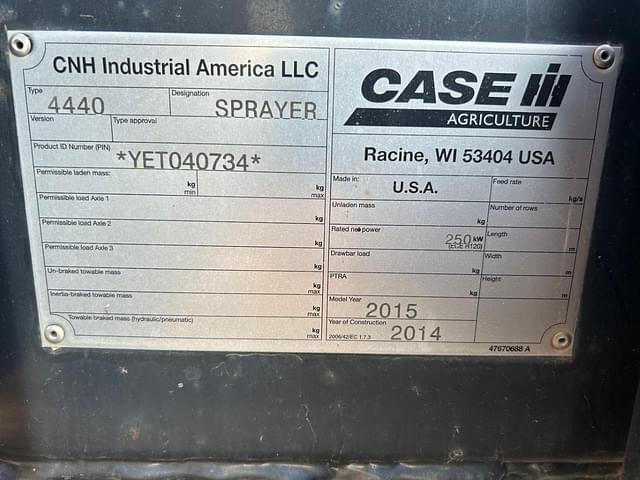 CNH Industrial America LLC
Type
4440
Designation
SPRAYER
Version
Type approval
Product ID Number (PIN)
*YET040734*
Permissible laden mass:
kg
min
kg
max
Permissible load Axle 1
kg
Permissible load Axle 2
kg
Permissible load Axle 3
kg
Un-braked towable mass
kg
max
Inertia-braked towable mass
kg
max
Towable braked mass (hydraulic/pneumatic)
kg
max
CASE IH
AGRICULTURE
Racine, WI 53404 USA
Made in:
U.S.A.
Feed rate
kg/s
Unladen mass
kg
Number of rows
Rated net power
250 kW
(ECE R120)
Length
m
Drawbar load
kg
Width
m
PTRA
kg
Height
m
Model Year
2015
Year of Construction
2006/42/EC 1.7.3
2014
47670688 A